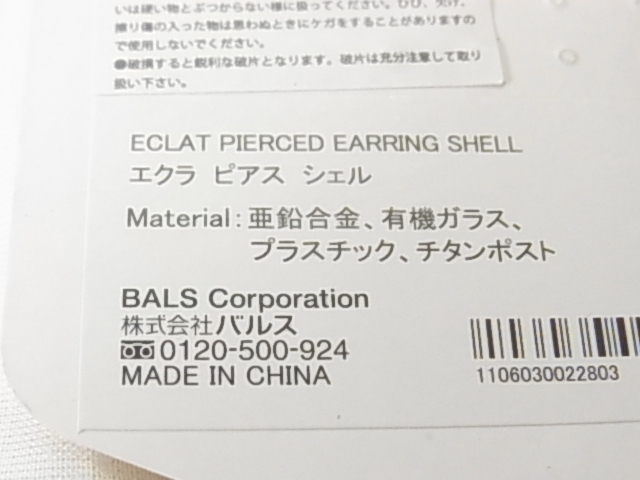 いは硬い物とぶつからない様に扱ってください。ひび、欠け、
擦り傷の入った物は思わぬときにケガをすることがありますの
で使用しないでください。
●破損すると鋭利な破片となります。破片は充分注意して取り
扱い下さい。
ECLAT PIERCED EARRING SHELL
エクラ ピアス シェル
Material：亜鉛合金、有機ガラス、
プラスチック、チタンポスト
BALS Corporation
株式会社バルス
0120-500-924
MADE IN CHINA
1106030022803